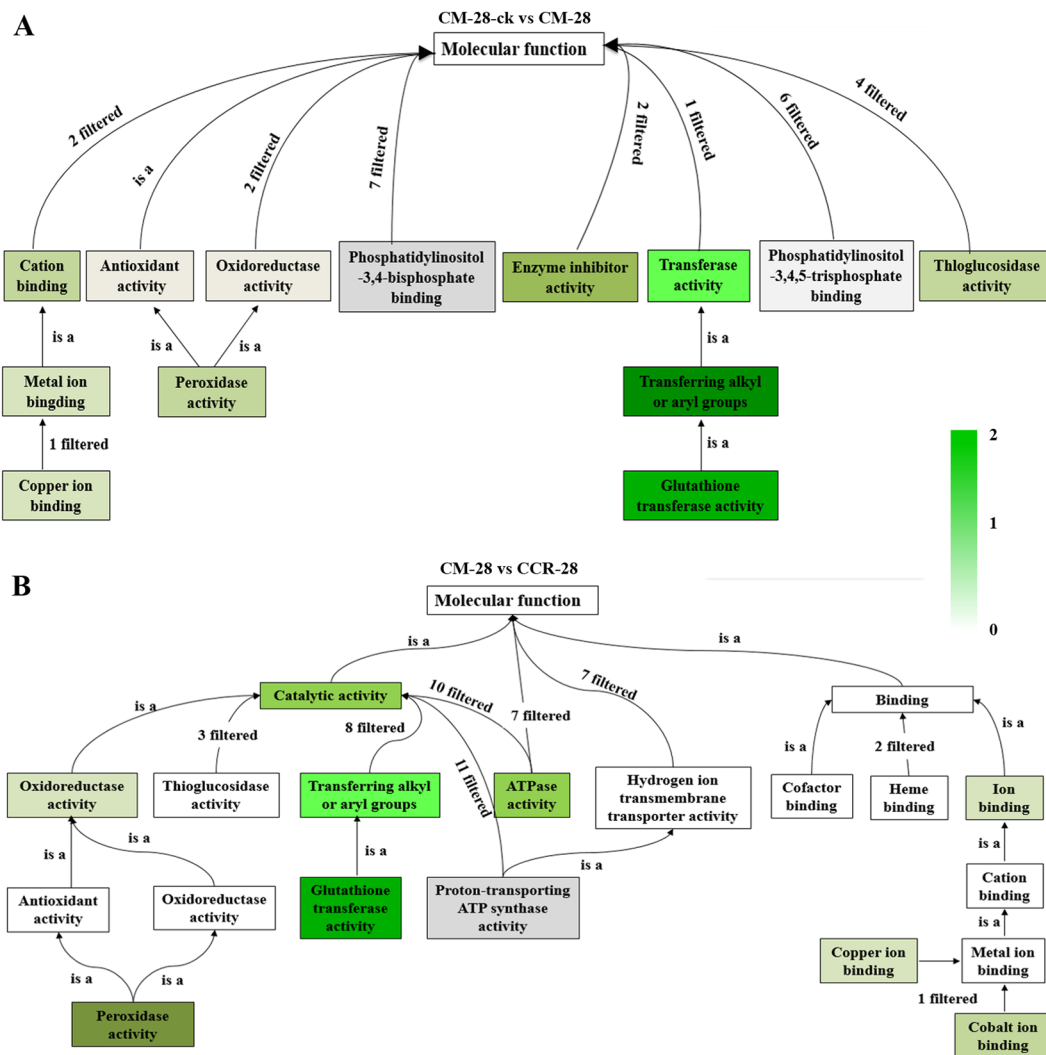 A
CM-28-ck vs CM-28
Molecular function
2 filtered
is a
2 filtered
7 filtered
2 filtered
1 filtered
6 filtered
4 filtered
Cation
binding
Antioxidant
activity
Oxidoreductase
activity
Phosphatidylinositol
-3,4-bisphosphate
binding
Enzyme inhibitor
activity
Transferase
activity
Phosphatidylinositol
-3,4,5-trisphosphate
binding
Thloglucosidase
activity
is a
is a
is a
is a
Metal ion
bingding
Peroxidase
activity
Transferring alkyl
or aryl groups
1 filtered
is a
Copper ion
binding
Glutathione
transferase activity
2
1
0
B
CM-28 vs CCR-28
Molecular function
is a
is a
Catalytic activity
10 filtered
7 filtered
Binding
is a
3 filtered
8 filtered
11 filtered
7 filtered
is a
2 filtered
is a
Oxidoreductase
activity
Thioglucosidase
activity
Transferring alkyl
or aryl groups
ATPase
activity
Hydrogen ion
transmembrane
transporter activity
Cofactor
binding
Heme
binding
Ion
binding
is a
is a
is a
is a
is a
Antioxidant
activity
Oxidoreductase
activity
Glutathione
transferase
activity
Proton-transporting
ATP synthase
activity
Cation
binding
is a
is a
is a
Copper ion
binding
Metal ion
binding
1 filtered
Peroxidase
activity
Cobalt ion
binding